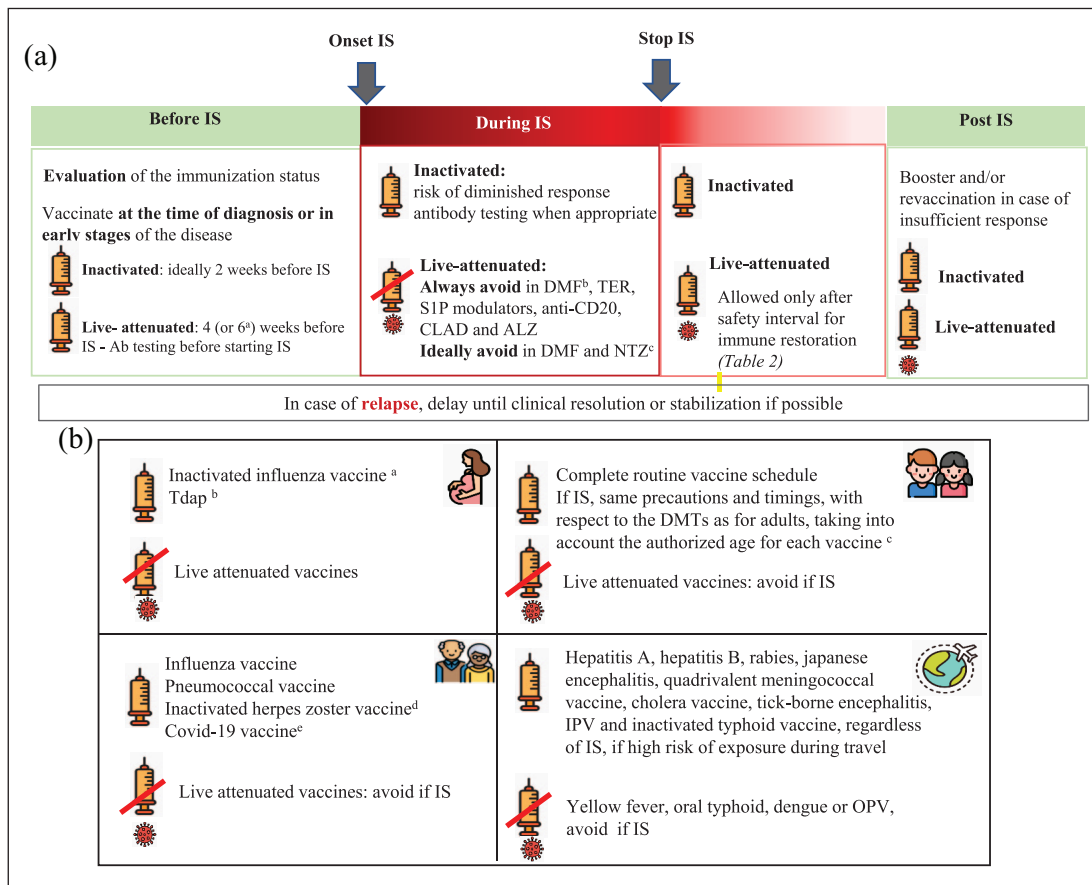 (a)
Onset IS
Stop IS
Before IS
During IS
Post IS
Evaluation of the immunization status
Vaccinate at the time of diagnosis or in
early stages of the disease
Inactivated: ideally 2 weeks before IS
Live- attenuated: 4 (or 6a) weeks before
IS - Ab testing before starting IS
Inactivated:
risk of diminished response
antibody testing when appropriate
Live-attenuated:
Always avoid in DMFb, TER,
S1P modulators, anti-CD20,
CLAD and ALZ
Ideally avoid in DMF and NTZc
Inactivated
Live-attenuated
Allowed only after
safety interval for
immune restoration
(Table 2)
Booster and/or
revaccination in case of
insufficient response
Inactivated
Live-attenuated
In case of relapse, delay until clinical resolution or stabilization if possible
(b)
Inactivated influenza vaccine a
Tdap b
Live attenuated vaccines
Complete routine vaccine schedule
If IS, same precautions and timings, with
respect to the DMTs as for adults, taking into
account the authorized age for each vaccine c
Live attenuated vaccines: avoid if IS
Influenza vaccine
Pneumococcal vaccine
Inactivated herpes zoster vaccined
Covid-19 vaccinee
Live attenuated vaccines: avoid if IS
Hepatitis A, hepatitis B, rabies, japanese
encephalitis, quadrivalent meningococcal
vaccine, cholera vaccine, tick-borne encephalitis,
IPV and inactivated typhoid vaccine, regardless
of IS, if high risk of exposure during travel
Yellow fever, oral typhoid, dengue or OPV,
avoid if IS